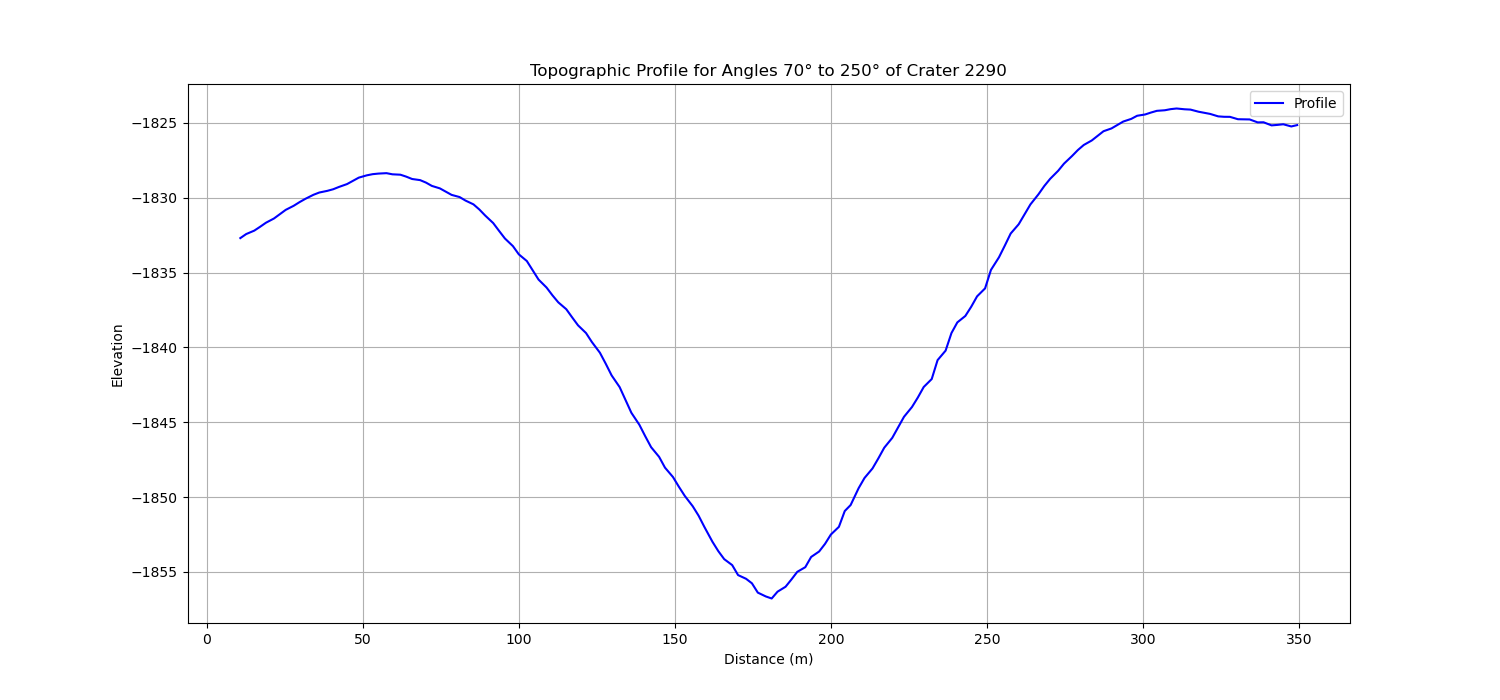 Topographic Profile for Angles 70° to 250° of Crater 2290
Profile
−1825
−1830
−1835
−1840
−1845
−1850
−1855
Elevation
0 50 100 150 200 250 300 350
Distance (m)